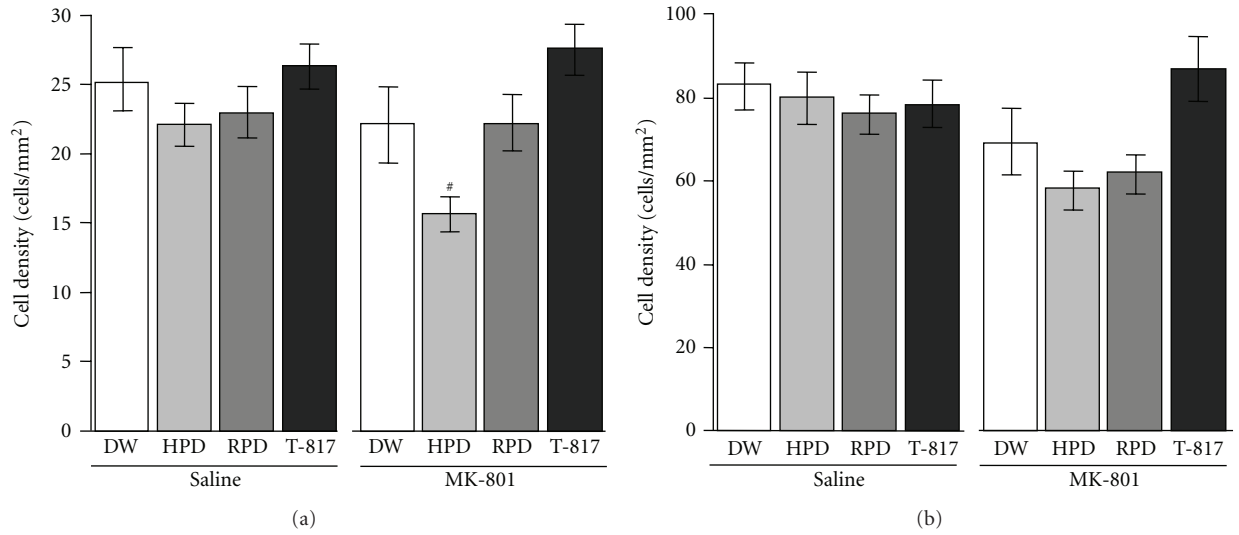 30
25
20
15
10
5
0
Cell density (cells/mm²)
#
DW HPD RPD T-817 DW HPD RPD T-817
Saline MK-801
(a)
100
80
60
40
20
0
Cell density (cells/mm²)
DW HPD RPD T-817 DW HPD RPD T-817
Saline MK-801
(b)